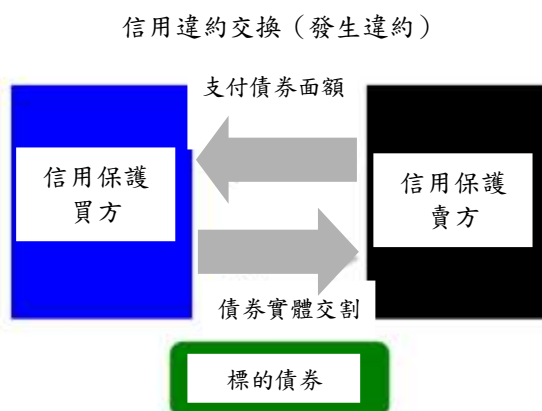 信用違約交換（發生違約）
支付債券面額
信用保護
買方
信用保護
賣方
債券實體交割
標的債券